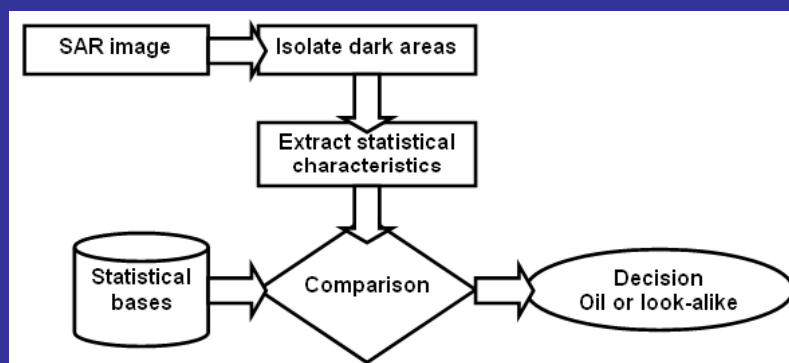 SAR image
Isolate dark areas
Extract statistical
characteristics
Statistical
bases
Comparison
Decision
Oil or look-alike